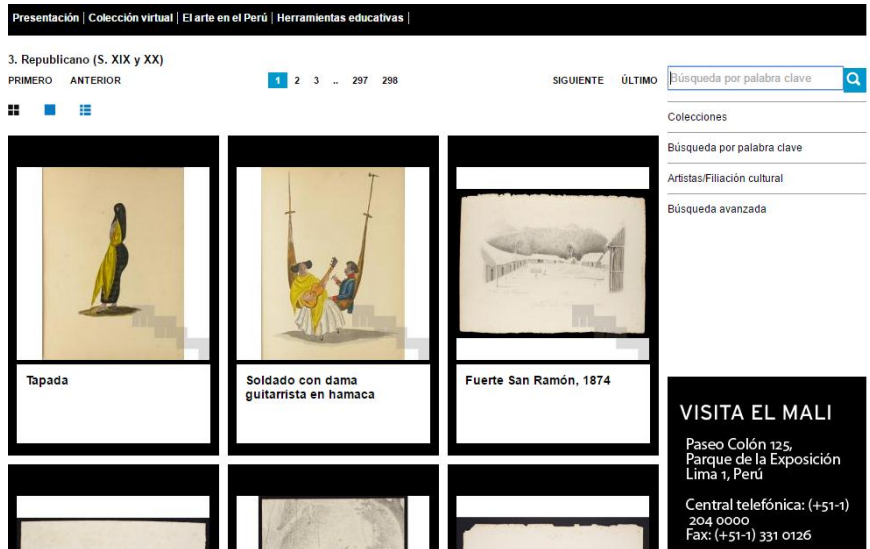 Presentación | Colección virtual | El arte en el Perú | Herramientas educativas |
3. Republicano (S. XIX y XX)
PRIMERO ANTERIOR 1 2 3 .. 297 298 SIGUIENTE ÚLTIMO
Búsqueda por palabra clave
Colecciones
Búsqueda por palabra clave
Artistas/Filiación cultural
Búsqueda avanzada
Tapada
Soldado con dama
guitarrista en hamaca
Fuerte San Ramón, 1874
VISITA EL MALI
Paseo Colón 125,
Parque de la Exposición
Lima 1, Perú
Central telefónica: (+51-1)
204 0000
Fax: (+51-1) 331 0126